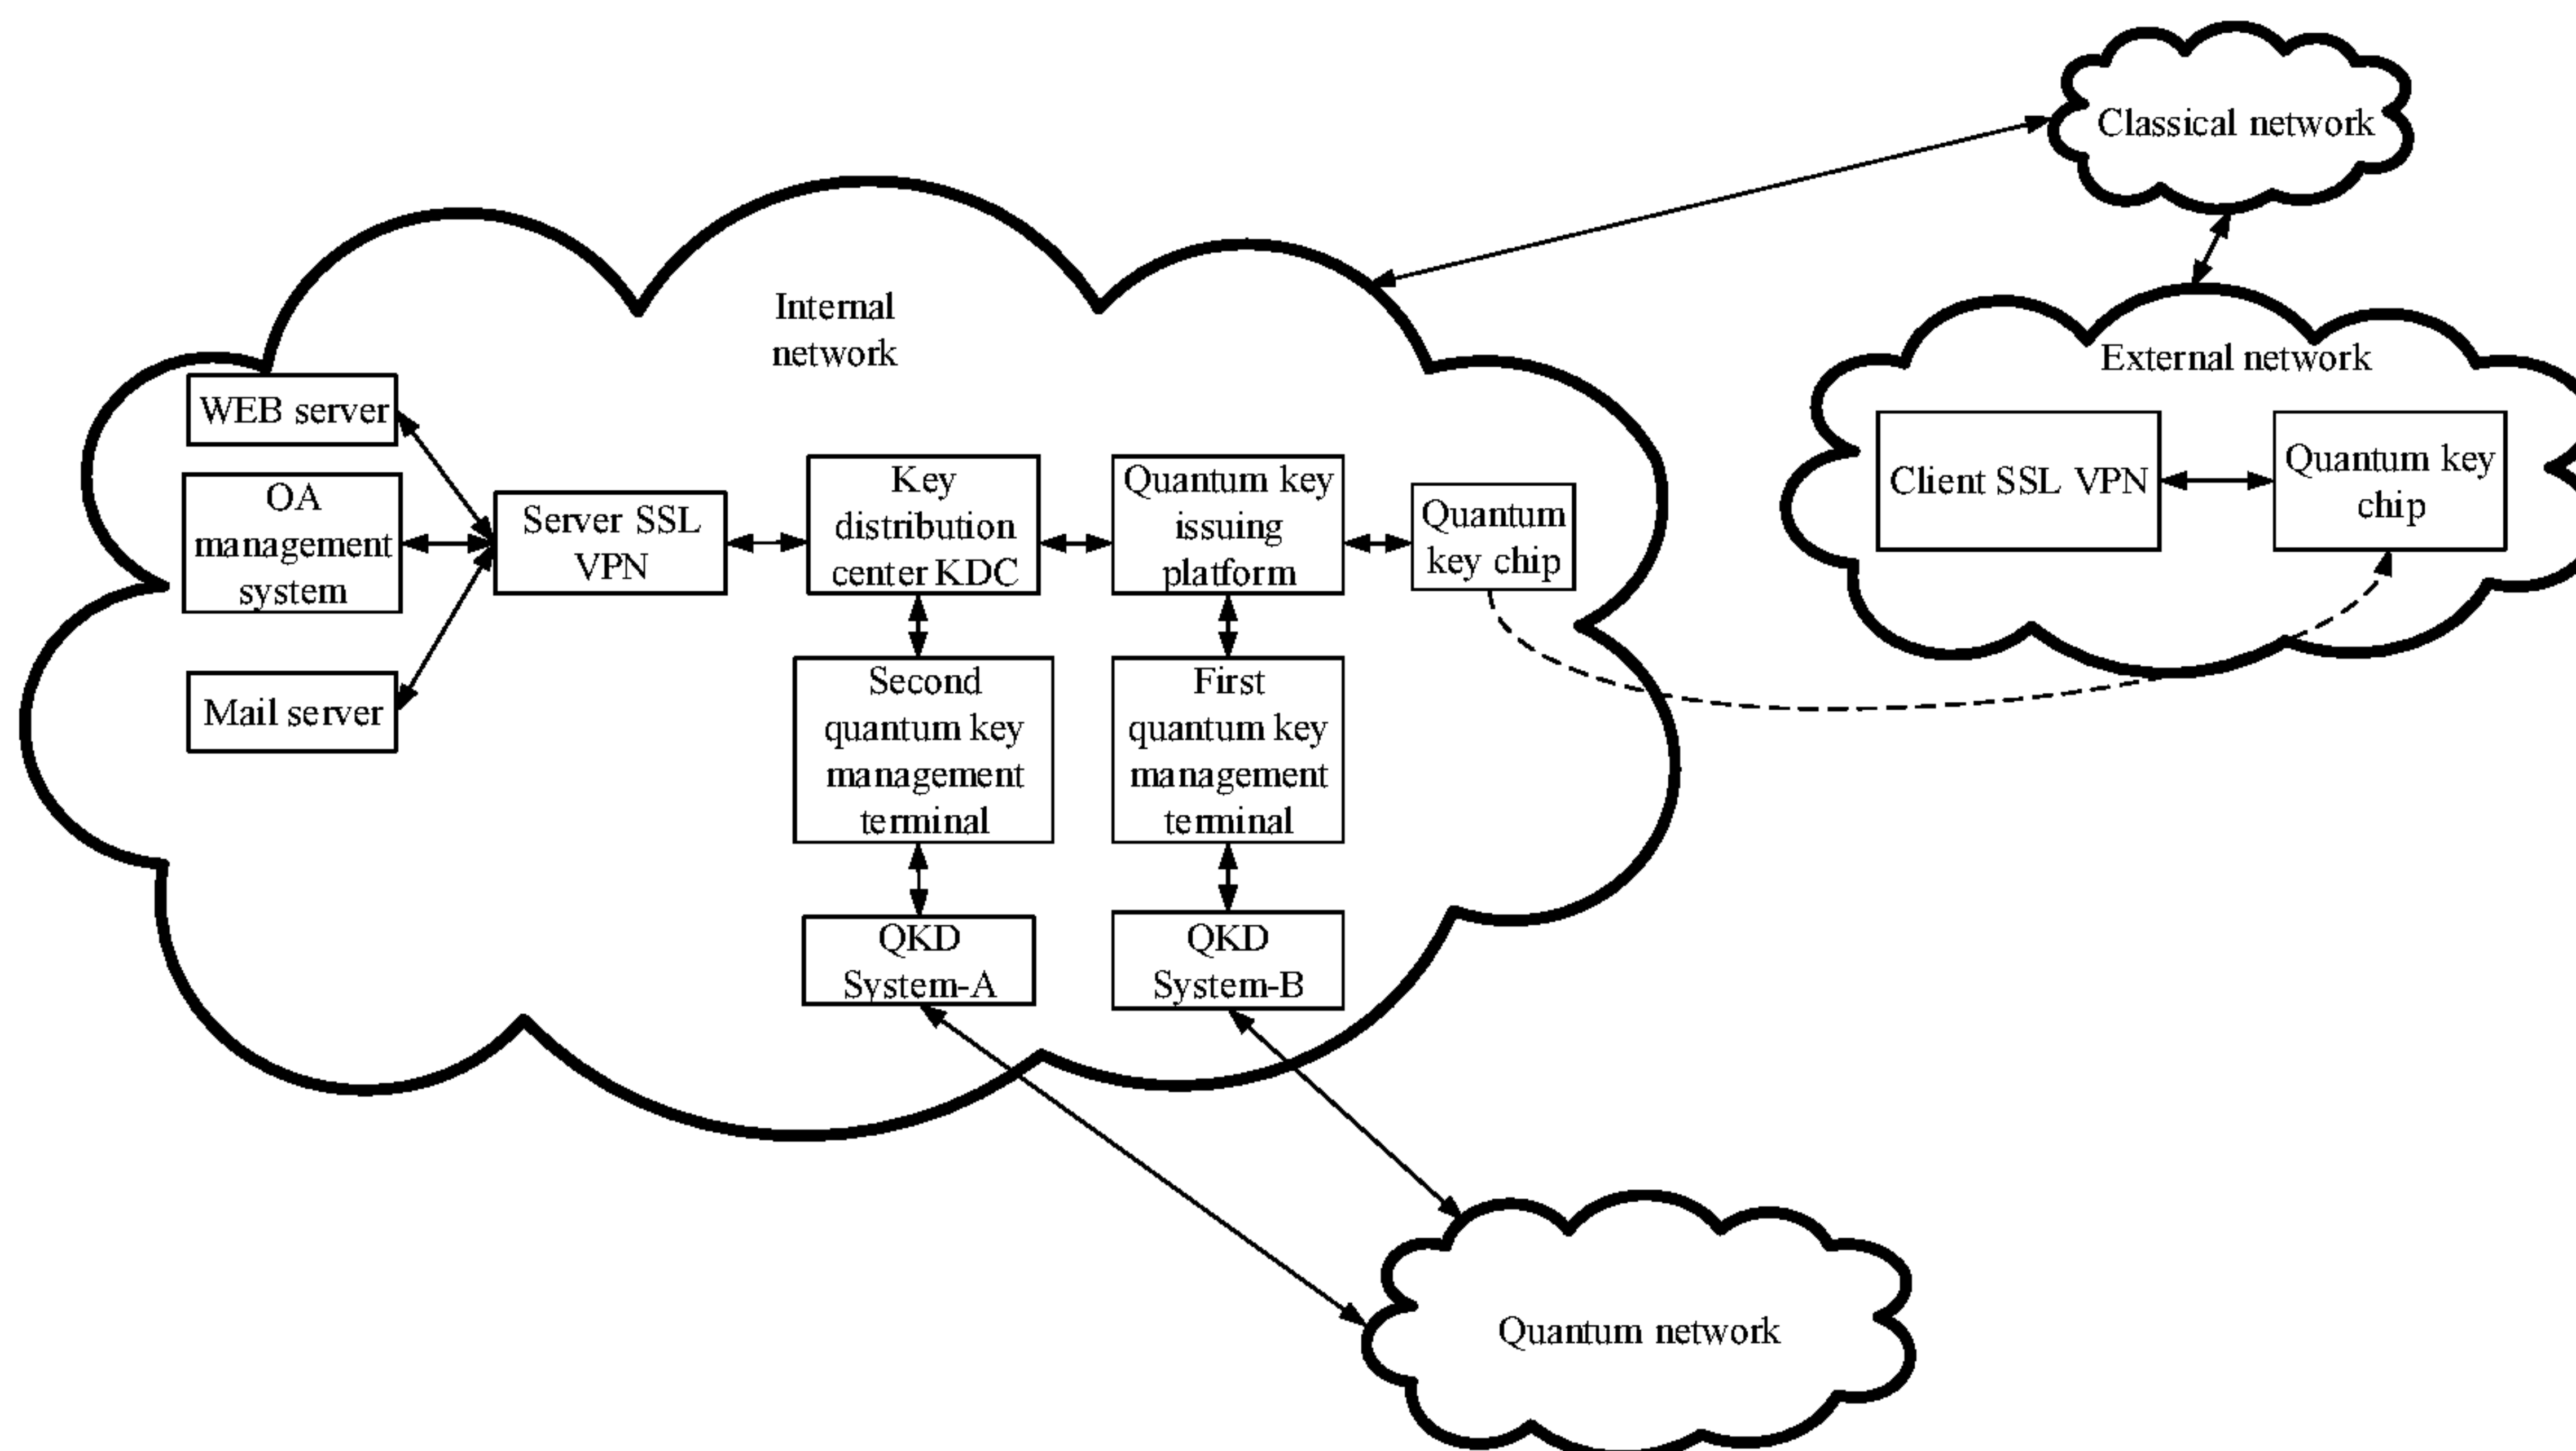 Classical network
Internal
network
External network
WEB server
OA
management
system
Mail server
Server SSL
VPN
Key
distribution
center KDC
Quantum key
issuing
platform
Quantum
key chip
Client SSL VPN
Quantum key
chip
Second
quantum key
management
terminal
First
quantum key
management
terminal
QKD
System-A
QKD
System-B
Quantum network